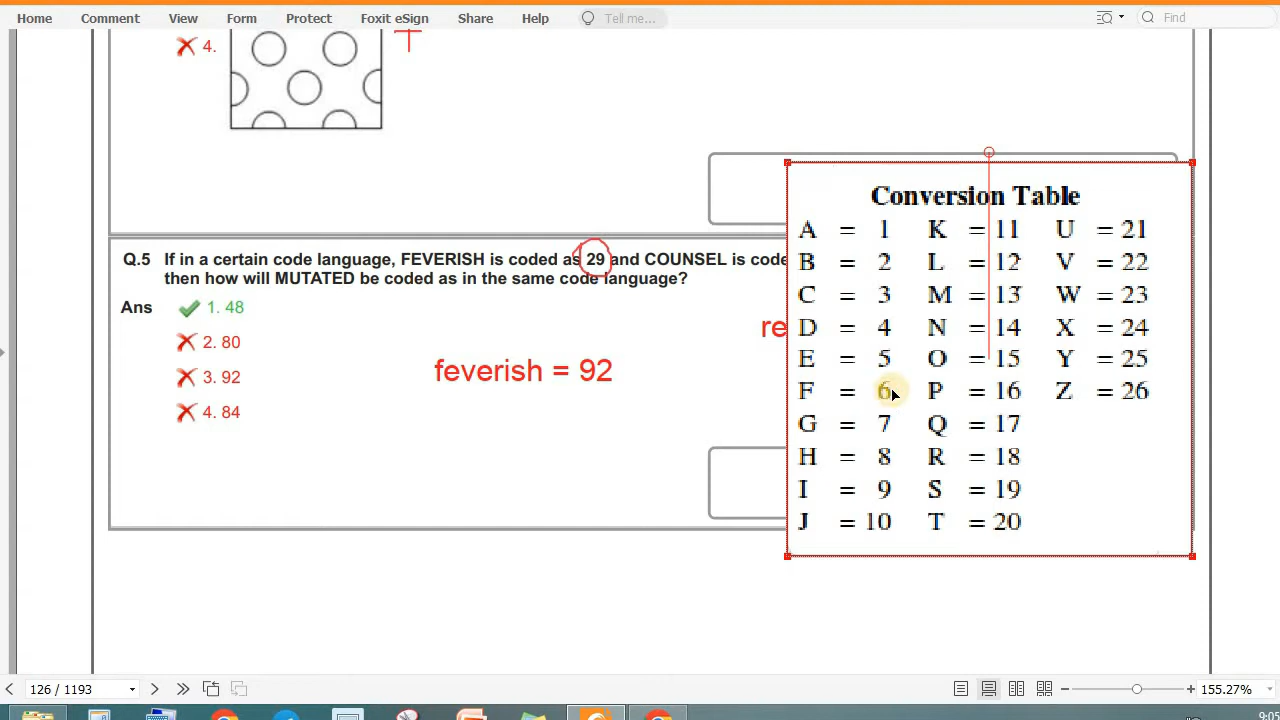 Home Comment View Form Protect Foxit eSign Share Help Tell me... Find
4.
Q.5 If in a certain code language, FEVERISH is coded as 29 and COUNSEL is code
then how will MUTATED be coded as in the same code language?
Ans 1. 48
2. 80
3. 92
4. 84
feverish = 92
re
Conversion Table
A = 1 K = 11 U = 21
B = 2 L = 12 V = 22
C = 3 M = 13 W = 23
D = 4 N = 14 X = 24
E = 5 O = 15 Y = 25
F = 6 P = 16 Z = 26
G = 7 Q = 17
H = 8 R = 18
I = 9 S = 19
J = 10 T = 20
126 / 1193 155.27%